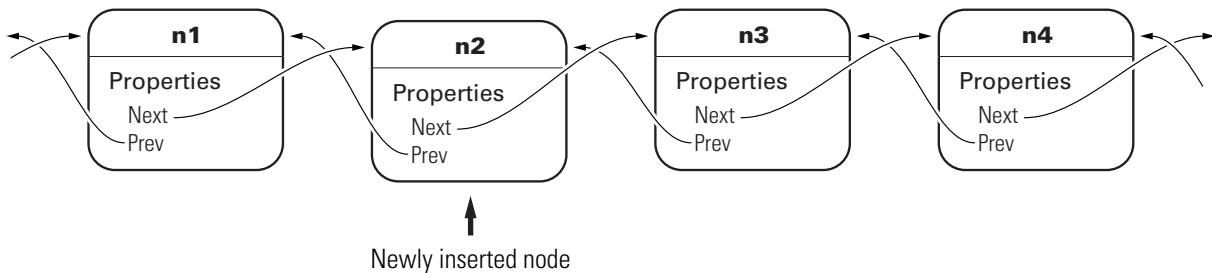 n1
Properties
Next
Prev
n2
Properties
Next
Prev
n3
Properties
Next
Prev
n4
Properties
Next
Prev
Newly inserted node